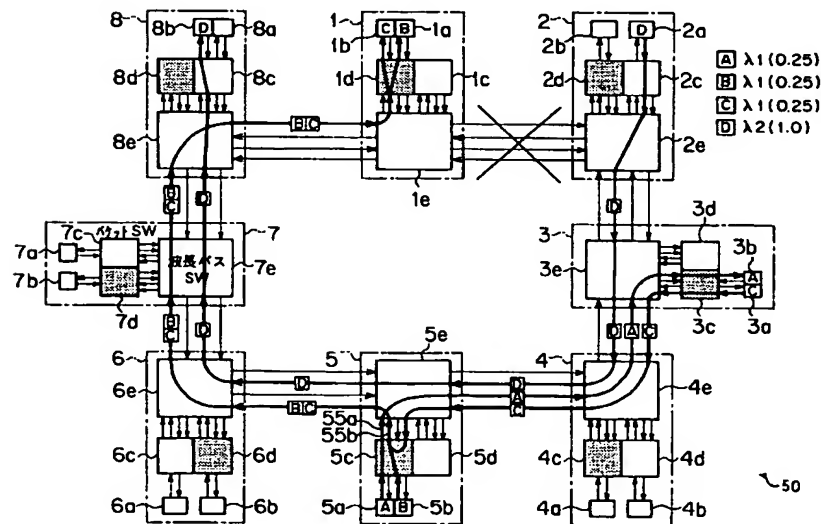 8
8b
D
8a
8d
8c
8e
1
1b
C
B
1a
1d
1c
1e
B C
2
2b
D
2a
2d
2c
2e
A λ1(0.25)
B λ1(0.25)
C λ1(0.25)
D λ2(1.0)
B
C
D
D
7c パケットSW
7
7a
7b
7d
波長パス
SW
7e
3
3d
3e
3b
A
C
3a
3c
B
C
D
D A C
6
6e
D
B C
6c
6d
6a
6b
5
5e
55a
55b
5c
5d
5a
A
B
5b
D
A
C
4
4e
4c
4d
4a
4b
50